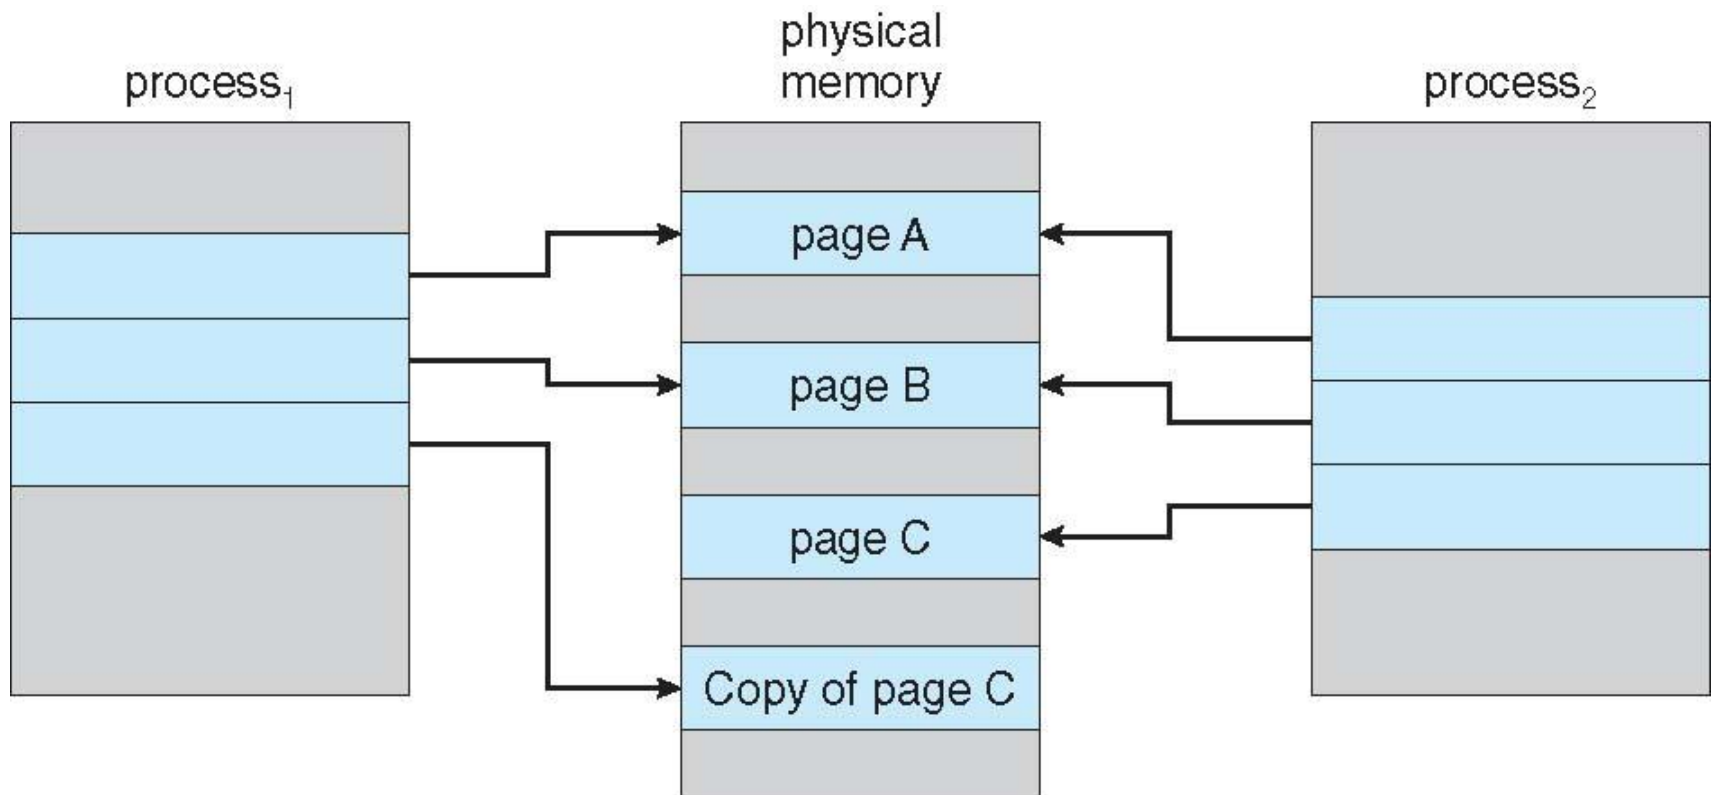 process₁
physical
memory
process₂
page A
page B
page C
Copy of page C